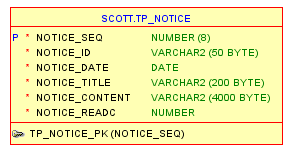 SCOTT.TP_NOTICE
P * NOTICE_SEQ NUMBER (8)
* NOTICE_ID VARCHAR2 (50 BYTE)
* NOTICE_DATE DATE
* NOTICE_TITLE VARCHAR2 (200 BYTE)
* NOTICE_CONTENT VARCHAR2 (4000 BYTE)
* NOTICE_READC NUMBER
TP_NOTICE_PK (NOTICE_SEQ)